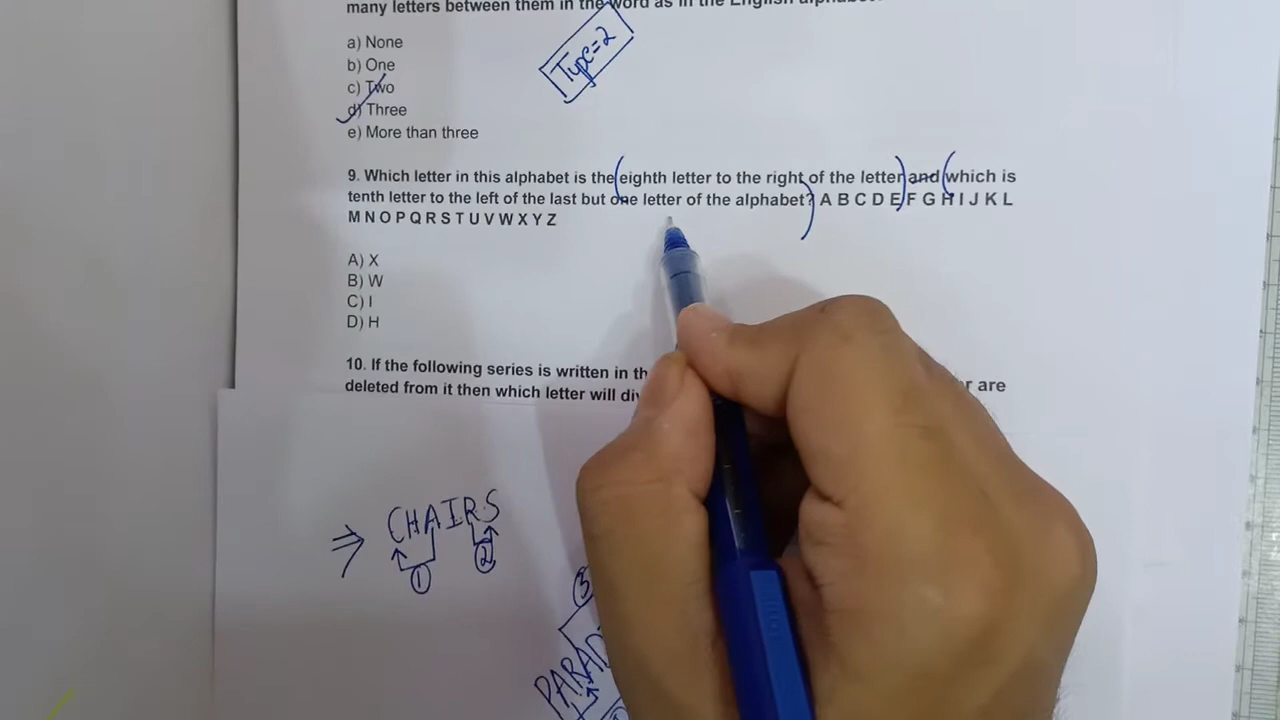 many letters between them in the word as in the English
a) None
b) One
c) Two
d) Three
e) More than three
Type=2
9. Which letter in this alphabet is the eighth letter to the right of the letter and which is
tenth letter to the left of the last but one letter of the alphabet? A B C D E F G H I J K L
M N O P Q R S T U V W X Y Z
A) X
B) W
C) I
D) H
10. If the following series is written in
are
deleted from it then which letter will
⇒ CHAIRS
① ②
③